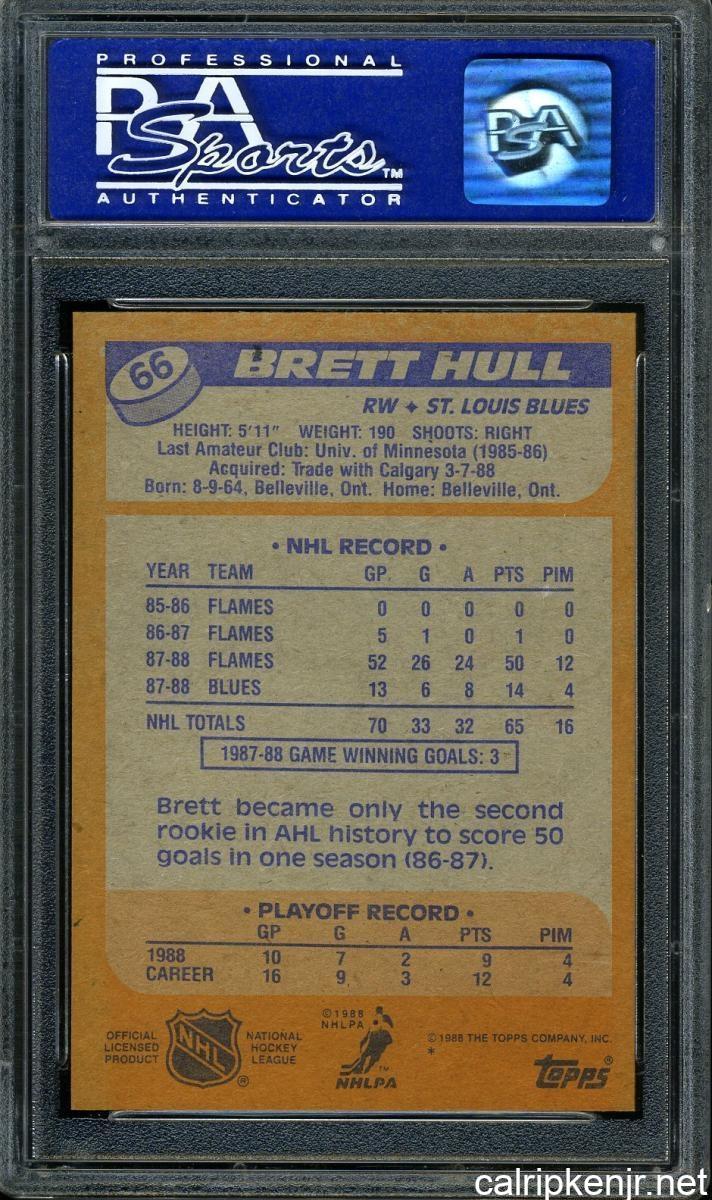 PROFESSIONAL
PSA
Sports™
AUTHENTICATOR
PSA
66
BRETT HULL
RW ✦ ST. LOUIS BLUES
HEIGHT: 5'11" WEIGHT: 190 SHOOTS: RIGHT
Last Amateur Club: Univ. of Minnesota (1985-86)
Acquired: Trade with Calgary 3-7-88
Born: 8-9-64, Belleville, Ont. Home: Belleville, Ont.
• NHL RECORD •
YEAR TEAM GP G A PTS PIM
85-86 FLAMES 0 0 0 0 0
86-87 FLAMES 5 1 0 1 0
87-88 FLAMES 52 26 24 50 12
87-88 BLUES 13 6 8 14 4
NHL TOTALS 70 33 32 65 16
1987-88 GAME WINNING GOALS: 3
Brett became only the second
rookie in AHL history to score 50
goals in one season (86-87).
• PLAYOFF RECORD •
GP G A PTS PIM
1988 10 7 2 9 4
CAREER 16 9 3 12 4
OFFICIAL
LICENSED
PRODUCT
NHL
®
NATIONAL
HOCKEY
LEAGUE
©1988
NHLPA
™
NHLPA
©1988 THE TOPPS COMPANY, INC.
*
topps®
calripkenjr.net